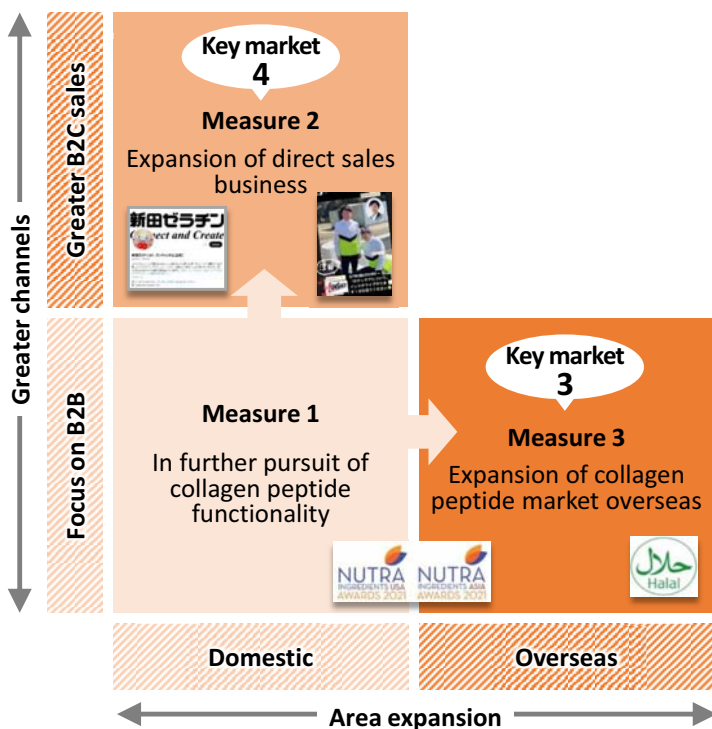 Key market
4
Measure 2
Expansion of direct sales
business
新田ゼラチン
Connect and Create
Greater B2C sales
Greater channels
Focus on B2B
Measure 1
In further pursuit of
collagen peptide
functionality
NUTRA
INGREDIENTS USA
AWARDS 2021
NUTRA
INGREDIENTS ASIA
AWARDS 2021
Key market
3
Measure 3
Expansion of collagen
peptide market overseas
حلال
Halal
Domestic
Overseas
Area expansion